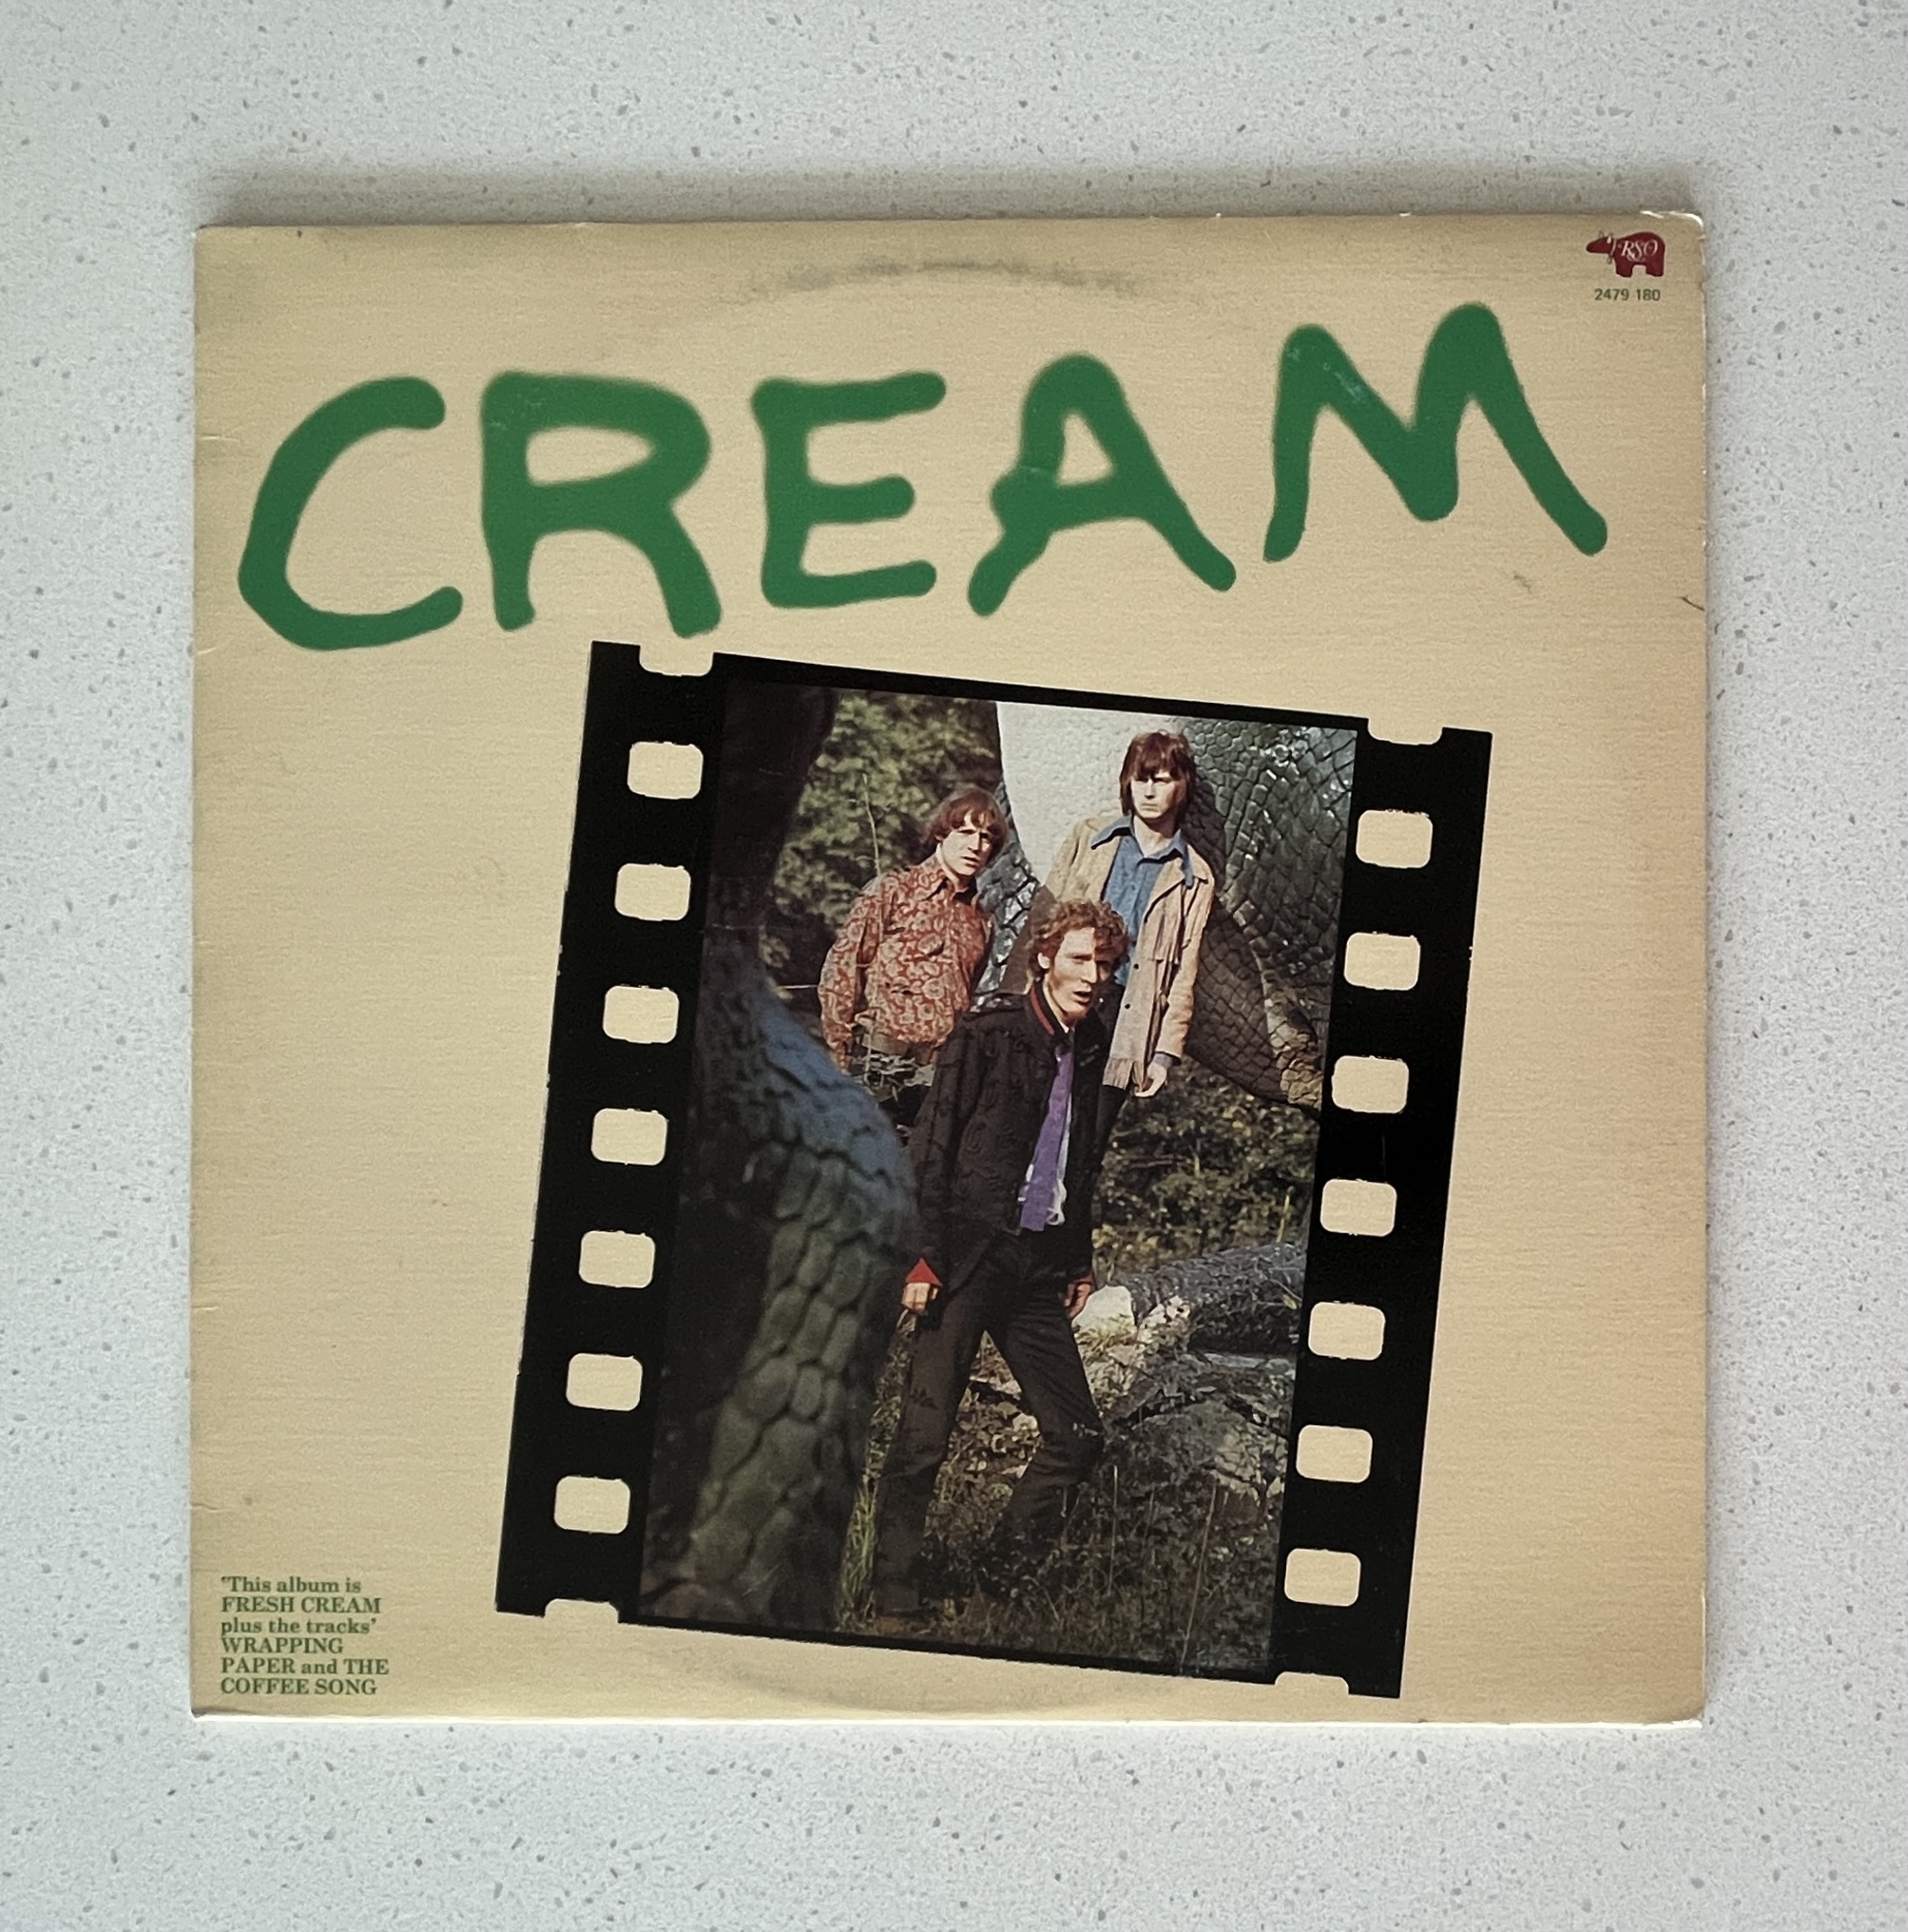 RSO
2479 180
CREAM
'This album is
FRESH CREAM
plus the tracks'
WRAPPING
PAPER and THE
COFFEE SONG